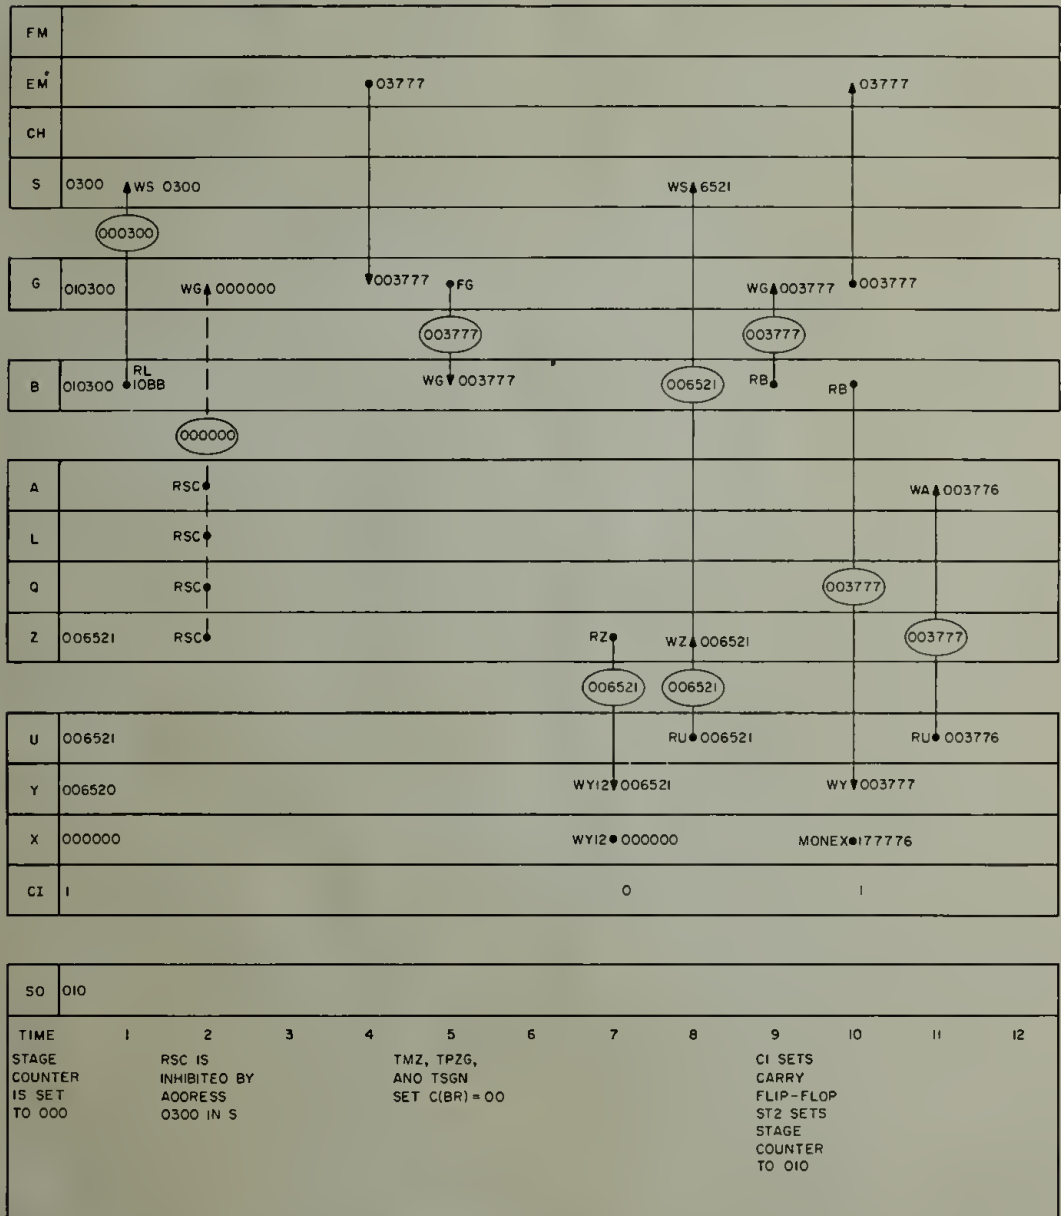 FM
EM* 03777 03777
CH
S 0300 WS 0300 WS 6521
000300
G 010300 WG 000000 003777 FG WG 003777 003777
003777 003777
B 010300 RL 10BB WG 003777 006521 RB RB
000000
A RSC WA 003776
L RSC
Q RSC 003777
Z 006521 RSC RZ WZ 006521 003777
006521 006521
U 006521 RU 006521 RU 003776
Y 006520 WY12 006521 WY 003777
X 000000 WY12 000000 MONEX 177776
CI 1 0 1
SO 010
TIME 1 2 3 4 5 6 7 8 9 10 11 12
STAGE
COUNTER
IS SET
TO 000
RSC IS
INHIBITED BY
ADDRESS
0300 IN S
TMZ, TPZG,
AND TSGN
SET C(BR) = 00
CI SETS
CARRY
FLIP-FLOP
ST2 SETS
STAGE
COUNTER
TO 010